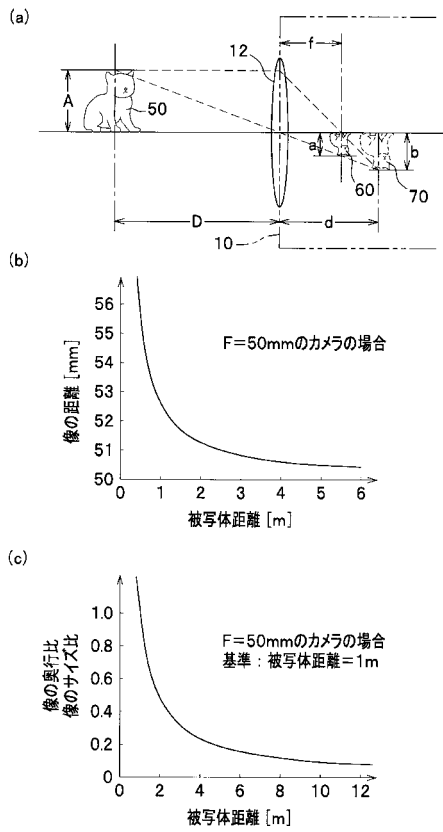 (a)
f
12
A
50
a
b
60
70
D
d
10
(b)
56
55
54
53
52
51
50
像の距離 [mm]
F=50mmのカメラの場合
0 1 2 3 4 5 6
被写体距離 [m]
(c)
1.0
0.8
0.6
0.4
0.2
0
像の奥行比
像のサイズ比
F=50mmのカメラの場合
基準:被写体距離=1m
0 2 4 6 8 10 12
被写体距離 [m]